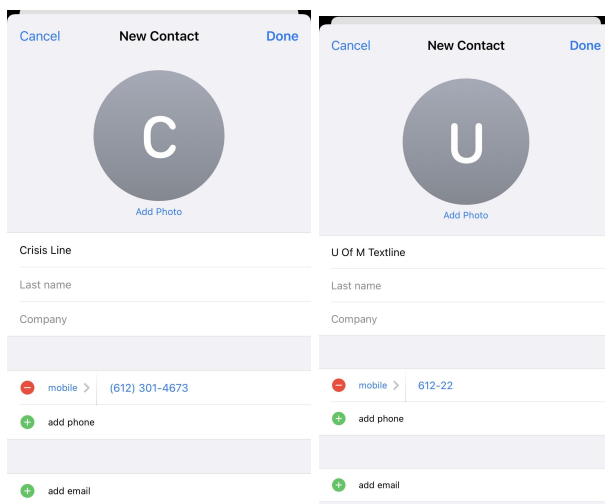 Cancel New Contact Done
C
Add Photo
Crisis Line
Last name
Company
mobile (612) 301-4673
add phone
add email
Cancel New Contact Done
U
Add Photo
U Of M Textline
Last name
Company
mobile 612-22
add phone
add email